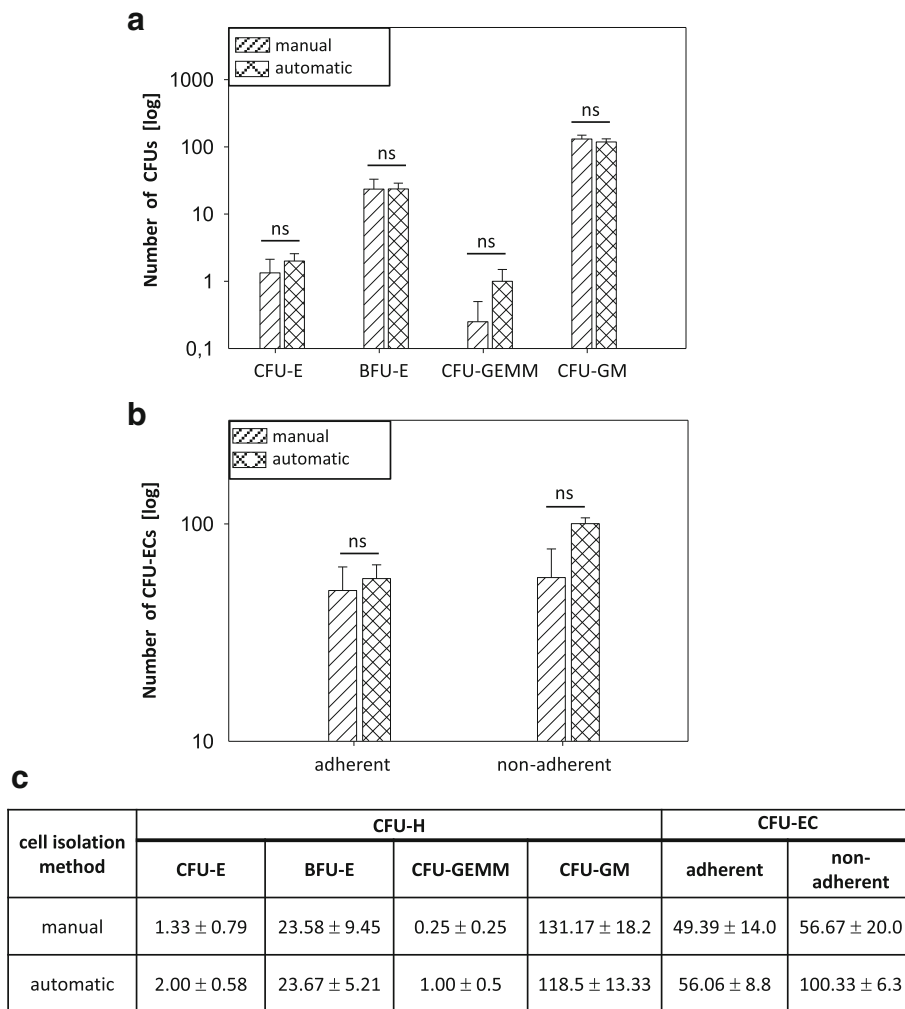 a
manual
automatic
Number of CFUs [log]
1000
100
10
1
0,1
ns
ns
ns
ns
CFU-E
BFU-E
CFU-GEMM
CFU-GM
b
manual
automatic
Number of CFU-ECs [log]
100
10
ns
ns
adherent
non-adherent
c
cell isolation
method
CFU-H
CFU-EC
CFU-E
BFU-E
CFU-GEMM
CFU-GM
adherent
non-
adherent
manual
1.33 ± 0.79
23.58 ± 9.45
0.25 ± 0.25
131.17 ± 18.2
49.39 ± 14.0
56.67 ± 20.0
automatic
2.00 ± 0.58
23.67 ± 5.21
1.00 ± 0.5
118.5 ± 13.33
56.06 ± 8.8
100.33 ± 6.3